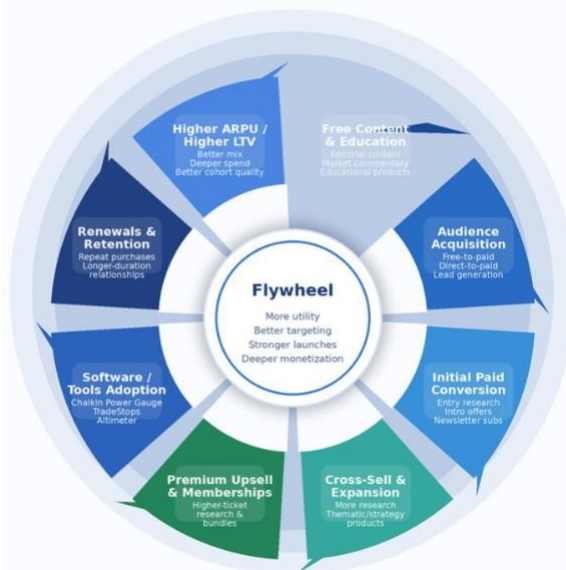 Free Content
& Education
Editorial content
Market commentary
Educational products
Audience
Acquisition
Free-to-paid
Direct-to-paid
Lead generation
Initial Paid
Conversion
Entry research
Intro offers
Newsletter subs
Cross-Sell &
Expansion
More research
Thematic/strategy
products
Premium Upsell
& Memberships
Higher-ticket
research &
bundles
Software /
Tools Adoption
Chaikin Power Gauge
TradeStops
Altimeter
Renewals &
Retention
Repeat purchases
Longer-duration
relationships
Higher ARPU /
Higher LTV
Better mix
Deeper spend
Better cohort quality
Flywheel
More utility
Better targeting
Stronger launches
Deeper monetization